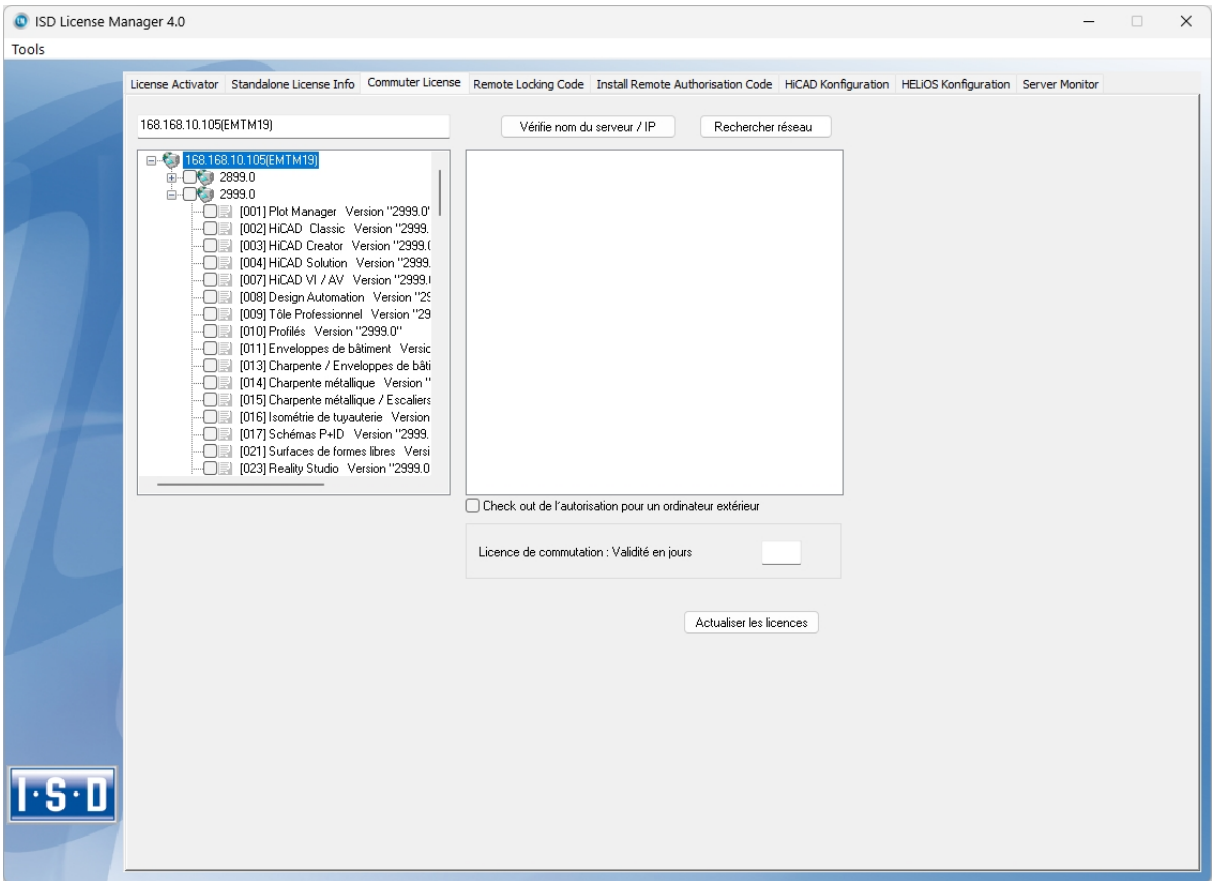 ISD License Manager 4.0
Tools
License Activator Standalone License Info Commuter License Remote Locking Code Install Remote Authorisation Code HiCAD Konfiguration HELiOS Konfiguration Server Monitor
168.168.10.105(EMTM19) Vérifie nom du serveur / IP Rechercher réseau
168.168.10.105(EMTM19)
2899.0
2999.0
[001] Plot Manager Version "2999.0"
[002] HiCAD Classic Version "2999.
[003] HiCAD Creator Version "2999.0
[004] HiCAD Solution Version "2999.
[007] HiCAD VI / AV Version "2999.
[008] Design Automation Version "29
[009] Tôle Professionnel Version "29
[010] Profilés Version "2999.0"
[011] Enveloppes de bâtiment Versio
[013] Charpente / Enveloppes de bâti
[014] Charpente métallique Version "
[015] Charpente métallique / Escaliers
[016] Isométrie de tuyauterie Version
[017] Schémas P+ID Version "2999.
[021] Surfaces de formes libres Versi
[023] Reality Studio Version "2999.0
Check out de l'autorisation pour un ordinateur extérieur
Licence de commutation : Validité en jours
Actualiser les licences
I·S·D